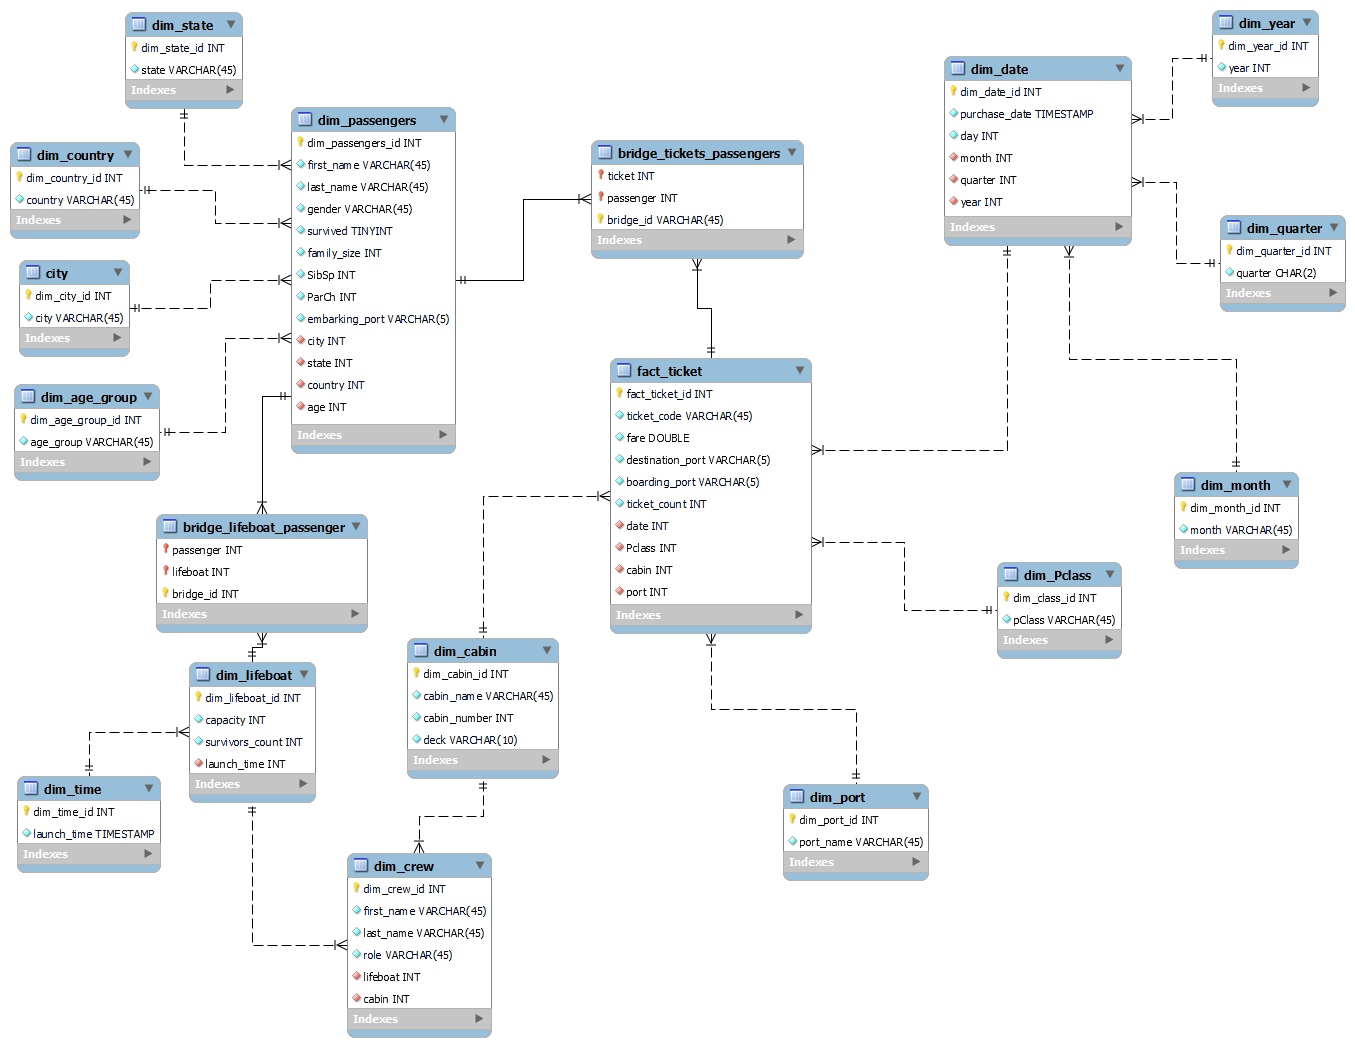 dim_state
dim_state_id INT
state VARCHAR(45)
Indexes
dim_country
dim_country_id INT
country VARCHAR(45)
Indexes
city
dim_city_id INT
city VARCHAR(45)
Indexes
dim_age_group
dim_age_group_id INT
age_group VARCHAR(45)
Indexes
dim_passengers
dim_passengers_id INT
first_name VARCHAR(45)
last_name VARCHAR(45)
gender VARCHAR(45)
survived TINYINT
family_size INT
SibSp INT
ParCh INT
embarking_port VARCHAR(5)
city INT
state INT
country INT
age INT
Indexes
bridge_tickets_passengers
ticket INT
passenger INT
bridge_id VARCHAR(45)
Indexes
dim_date
dim_date_id INT
purchase_date TIMESTAMP
day INT
month INT
quarter INT
year INT
Indexes
dim_year
dim_year_id INT
year INT
Indexes
dim_quarter
dim_quarter_id INT
quarter CHAR(2)
Indexes
dim_month
dim_month_id INT
month VARCHAR(45)
Indexes
fact_ticket
fact_ticket_id INT
ticket_code VARCHAR(45)
fare DOUBLE
destination_port VARCHAR(5)
boarding_port VARCHAR(5)
ticket_count INT
date INT
Pclass INT
cabin INT
port INT
Indexes
dim_Pclass
dim_class_id INT
pClass VARCHAR(45)
Indexes
bridge_lifeboat_passenger
passenger INT
lifeboat INT
bridge_id INT
Indexes
dim_lifeboat
dim_lifeboat_id INT
capacity INT
survivors_count INT
launch_time INT
Indexes
dim_cabin
dim_cabin_id INT
cabin_name VARCHAR(45)
cabin_number INT
deck VARCHAR(10)
Indexes
dim_time
dim_time_id INT
launch_time TIMESTAMP
Indexes
dim_port
dim_port_id INT
port_name VARCHAR(45)
Indexes
dim_crew
dim_crew_id INT
first_name VARCHAR(45)
last_name VARCHAR(45)
role VARCHAR(45)
lifeboat INT
cabin INT
Indexes